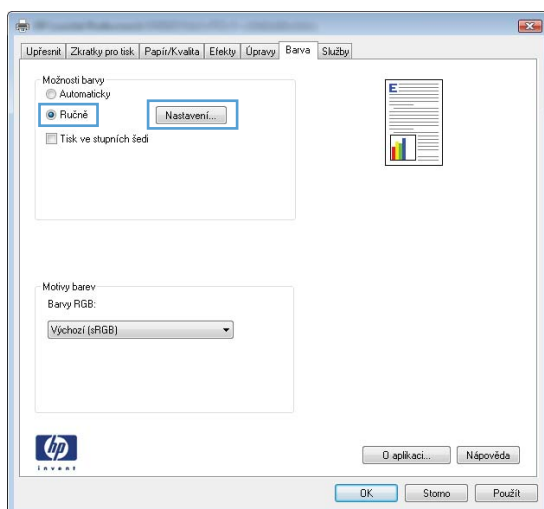 Upřesnit Zkratky pro tisk Papír/Kvalita Efekty Úpravy Barva Služby
Možnosti barvy
Automaticky
Ručně Nastavení...
Tisk ve stupních šedi
E
Motivy barev
Barvy RGB:
Výchozí (sRGB)
hp
invent
O aplikaci... Nápověda
OK Storno Použít